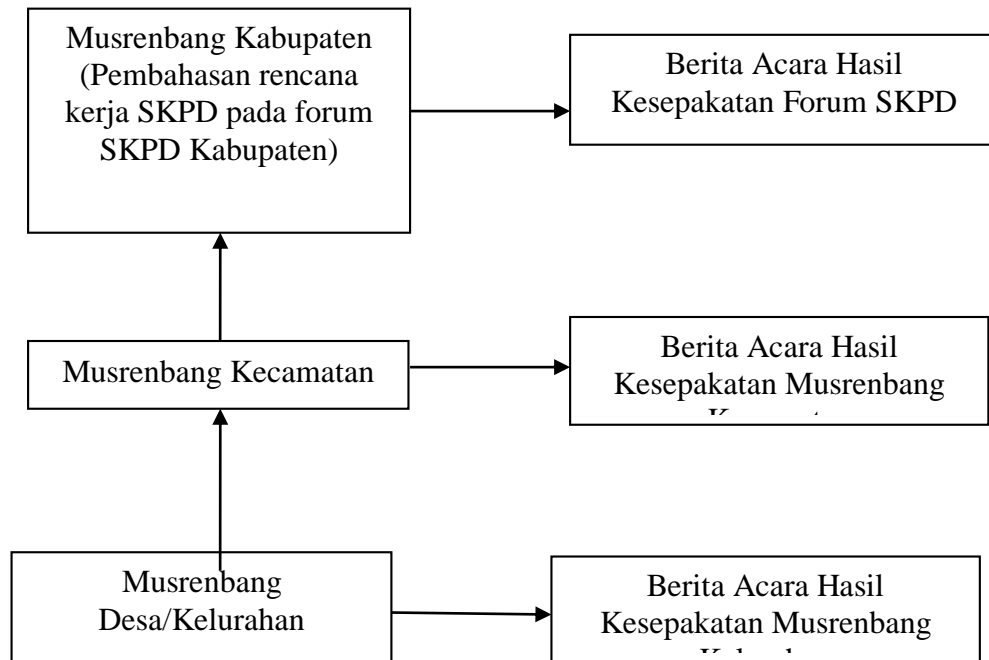 Musrenbang Kabupaten
(Pembahasan rencana
kerja SKPD pada forum
SKPD Kabupaten)
Berita Acara Hasil
Kesepakatan Forum SKPD
Musrenbang Kecamatan
Berita Acara Hasil
Kesepakatan Musrenbang
Musrenbang
Desa/Kelurahan
Berita Acara Hasil
Kesepakatan Musrenbang